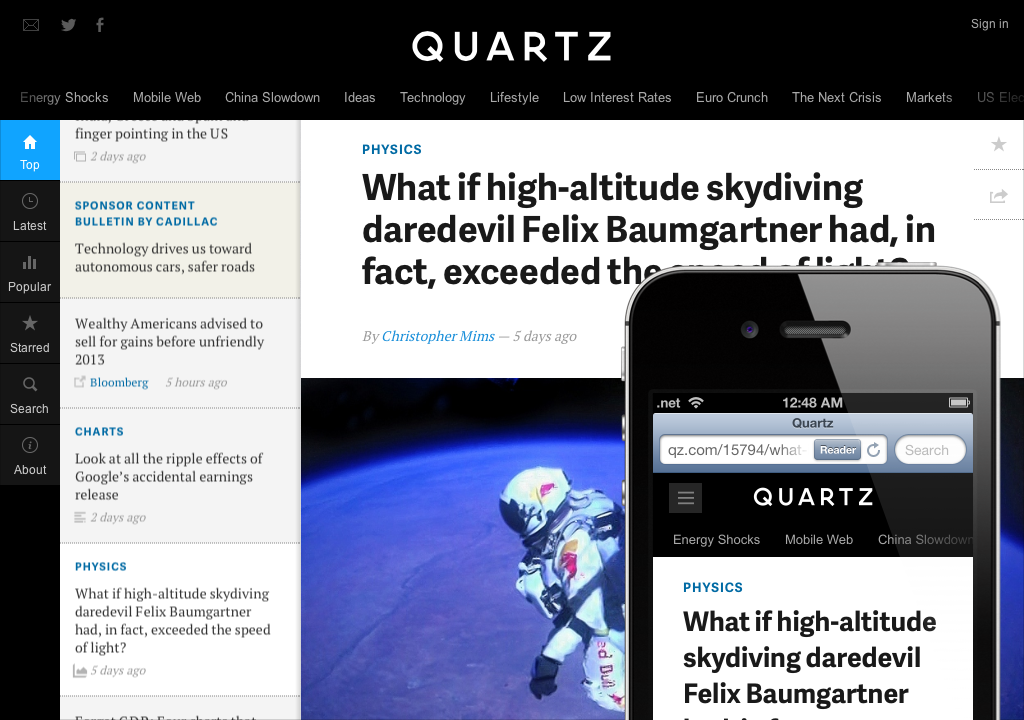 QUARTZ
Sign in
Energy Shocks Mobile Web China Slowdown Ideas Technology Lifestyle Low Interest Rates Euro Crunch The Next Crisis Markets US Elec
Top
Latest
Popular
Starred
Search
About
finger pointing in the US
2 days ago
SPONSOR CONTENT
BULLETIN BY CADILLAC
Technology drives us toward
autonomous cars, safer roads
Wealthy Americans advised to
sell for gains before unfriendly
2013
Bloomberg 5 hours ago
CHARTS
Look at all the ripple effects of
Google's accidental earnings
release
2 days ago
PHYSICS
What if high-altitude skydiving
daredevil Felix Baumgartner
had, in fact, exceeded the speed
of light?
5 days ago
PHYSICS
What if high-altitude skydiving
daredevil Felix Baumgartner had, in
fact, exceeded the speed of light?
By Christopher Mims — 5 days ago
.net 12:48 AM
Quartz
qz.com/15794/what- Reader Search
QUARTZ
Energy Shocks Mobile Web China Slowdown
PHYSICS
What if high-altitude
skydiving daredevil
Felix Baumgartner